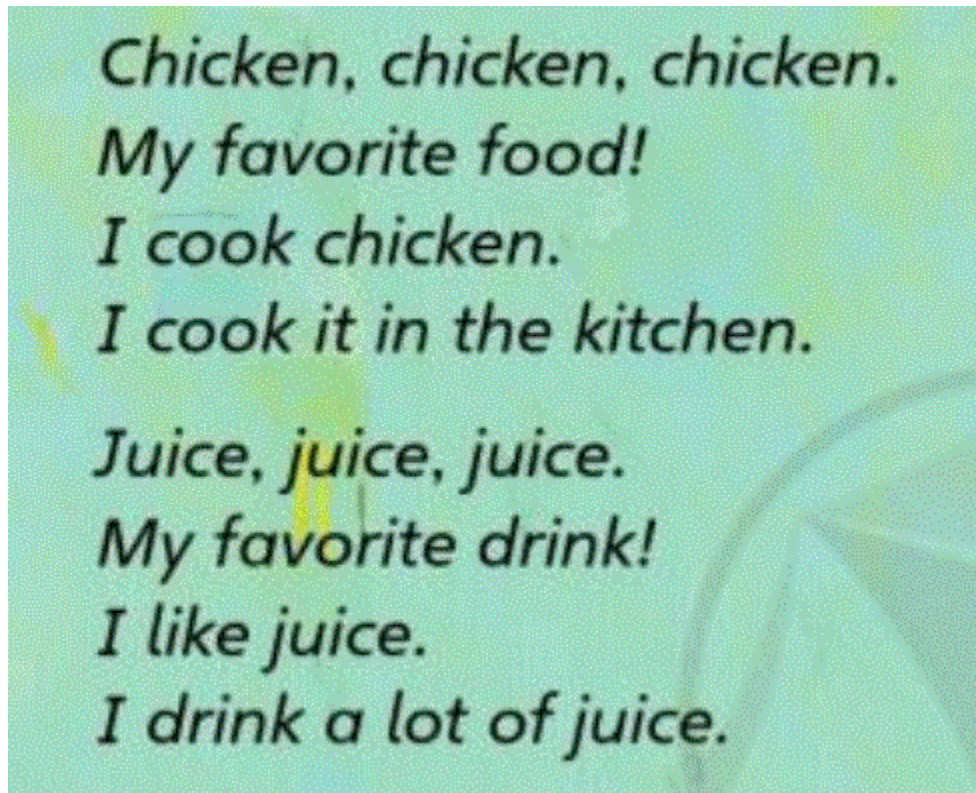 Chicken, chicken, chicken.
My favorite food!
I cook chicken.
I cook it in the kitchen.
Juice, juice, juice.
My favorite drink!
I like juice.
I drink a lot of juice.